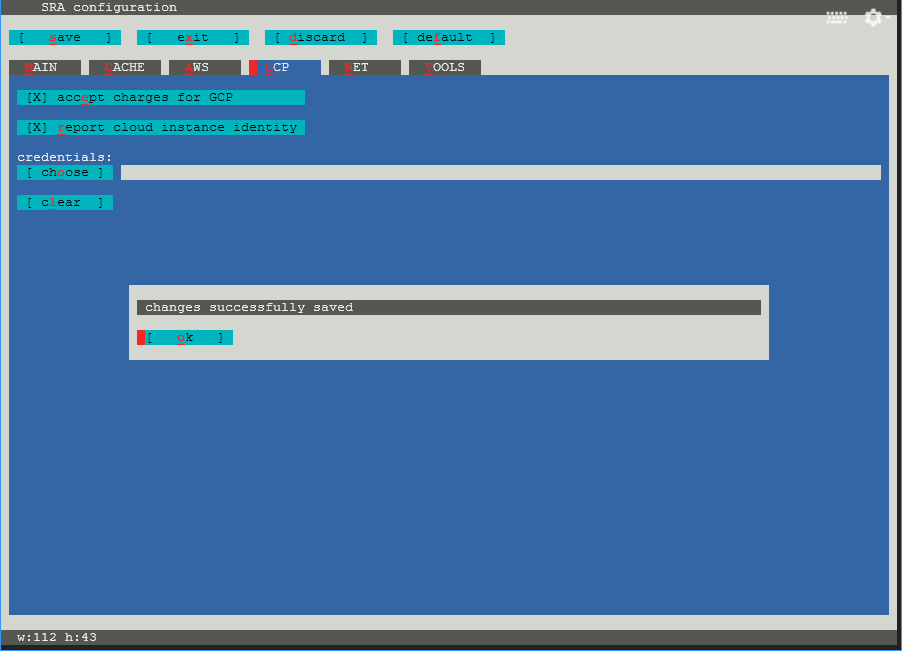 SRA configuration
[   save   ]  [   exit   ]  [ discard  ]  [ default  ]
MAIN  CACHE  AWS  GCP  NET  TOOLS
[X] accept charges for GCP
[X] report cloud instance identity
credentials:
[ choose ]
[ clear  ]
changes successfully saved
[   ok   ]
w:112 h:43